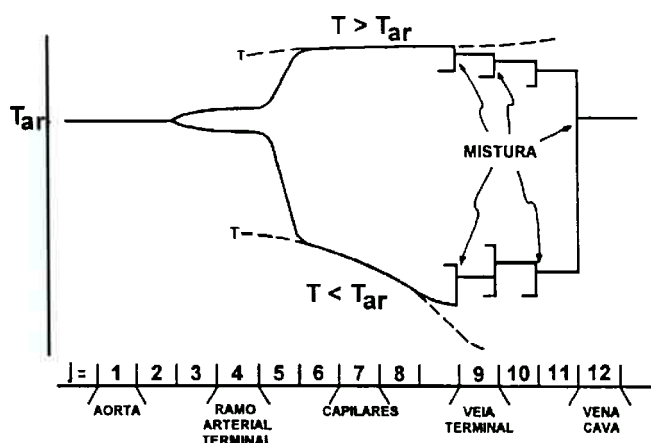 T > Tar
T
Tar
MISTURA
T
T < Tar
J = 1 2 3 4 5 6 7 8 9 10 11 12
AORTA RAMO CAPILARES VEIA VENA
ARTERIAL TERMINAL CAVA
TERMINAL